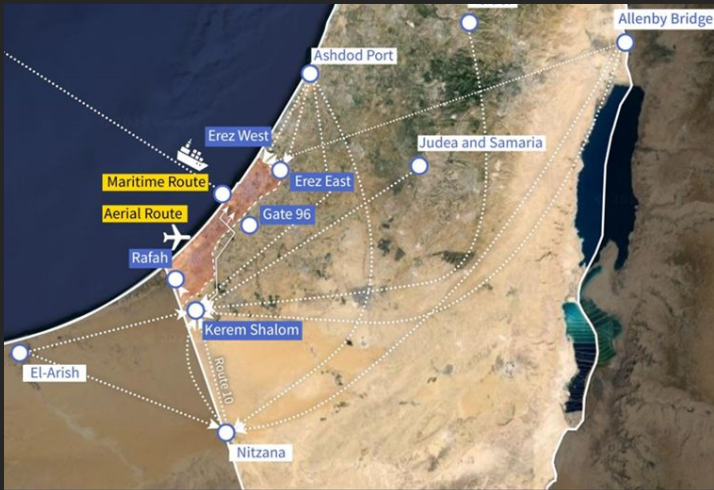 Allenby Bridge
Ashdod Port
Erez West
Judea and Samaria
Maritime Route
Erez East
Aerial Route
Gate 96
Rafah
Kerem Shalom
El-Arish
Route 10
Nitzana